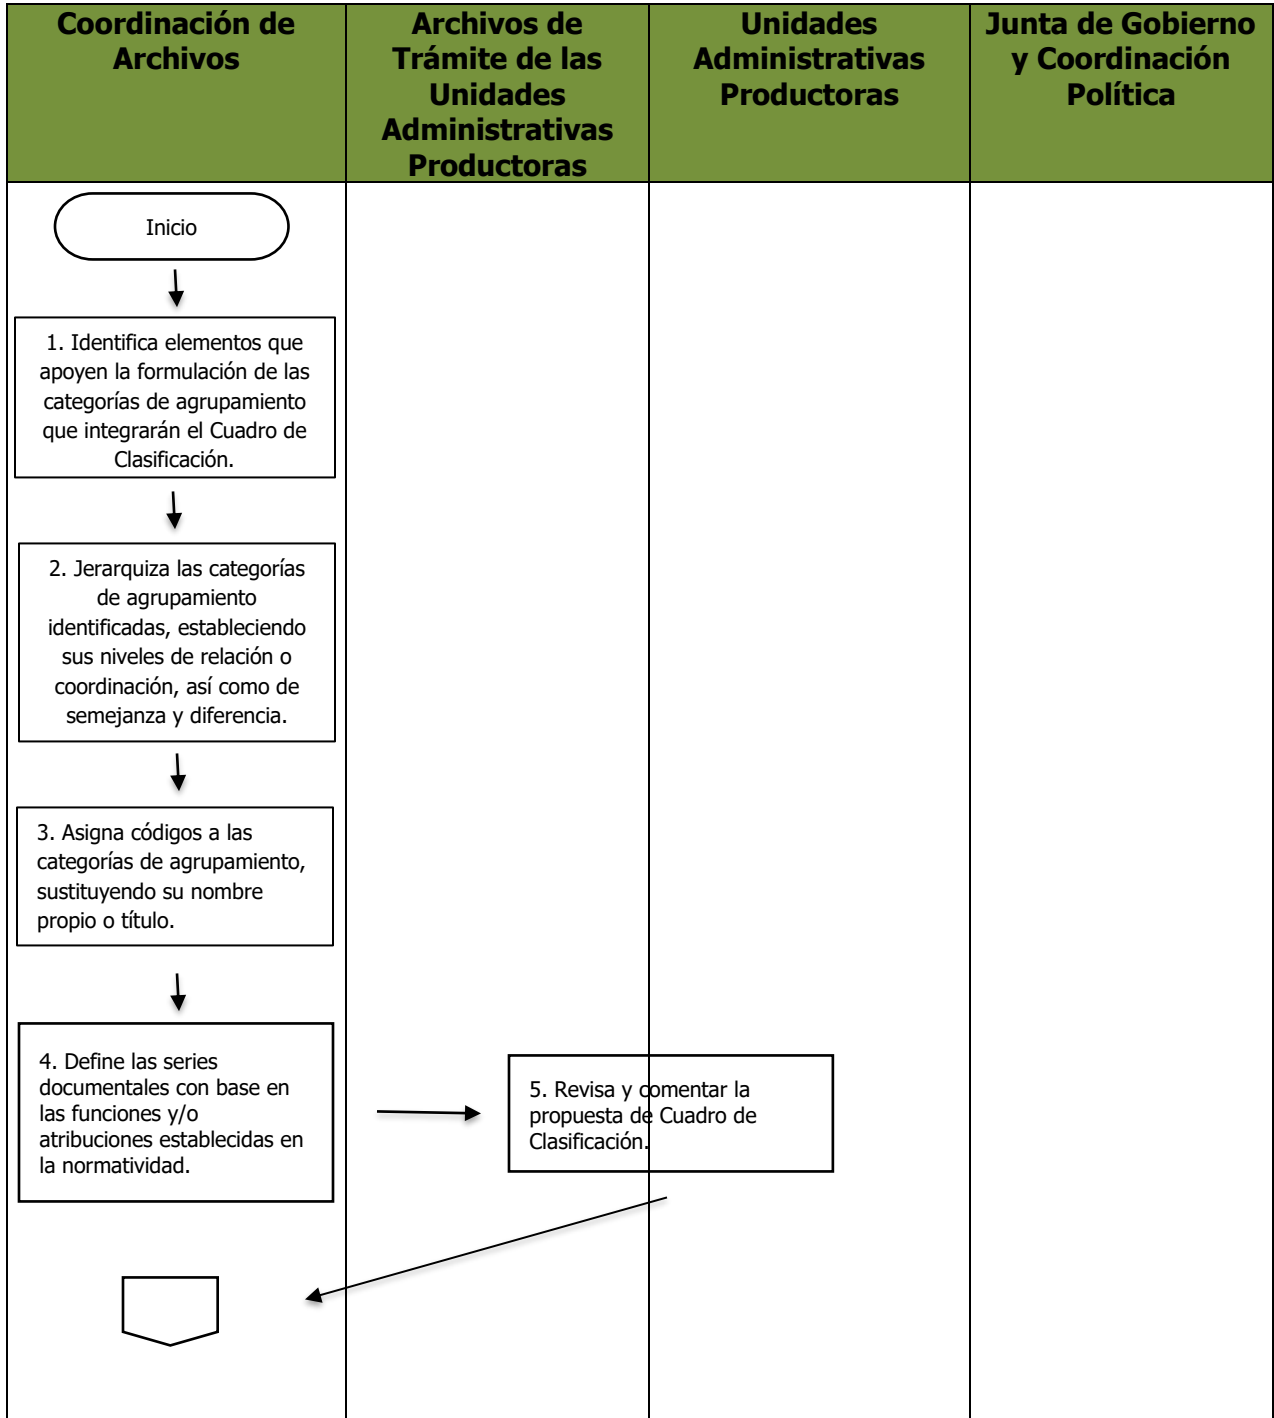 Coordinación de
Archivos
Archivos de
Trámite de las
Unidades
Administrativas
Productoras
Unidades
Administrativas
Productoras
Junta de Gobierno
y Coordinación
Política
Inicio
1. Identifica elementos que
apoyen la formulación de las
categorías de agrupamiento
que integrarán el Cuadro de
Clasificación.
2. Jerarquiza las categorías
de agrupamiento
identificadas, estableciendo
sus niveles de relación o
coordinación, así como de
semejanza y diferencia.
3. Asigna códigos a las
categorías de agrupamiento,
sustituyendo su nombre
propio o título.
4. Define las series
documentales con base en
las funciones y/o
atribuciones establecidas en
la normatividad.
5. Revisa y comentar la
propuesta de Cuadro de
Clasificación.